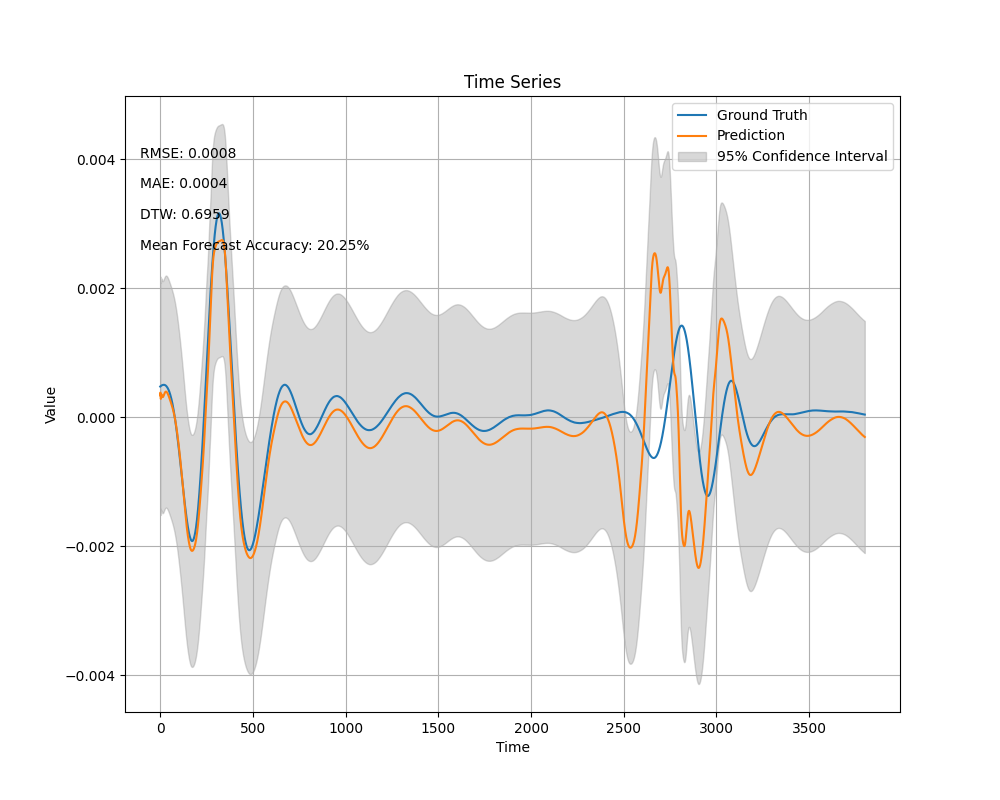 Time Series
Ground Truth
Prediction
95% Confidence Interval
RMSE: 0.0008
MAE: 0.0004
DTW: 0.6959
Mean Forecast Accuracy: 20.25%
0.004
0.002
0.000
−0.002
−0.004
Value
0 500 1000 1500 2000 2500 3000 3500
Time